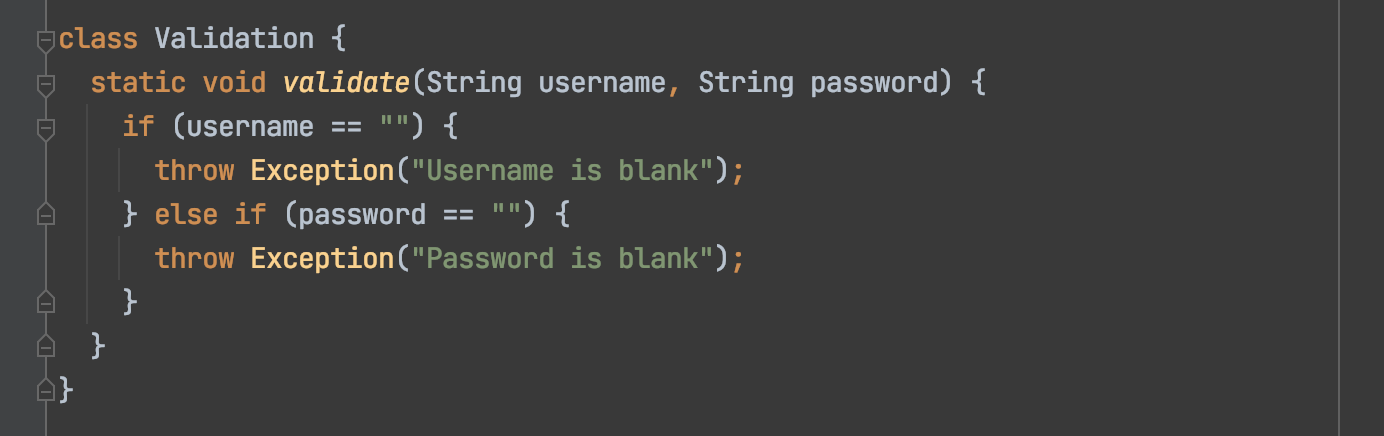 class Validation {
  static void validate(String username, String password) {
    if (username == "") {
      throw Exception("Username is blank");
    } else if (password == "") {
      throw Exception("Password is blank");
    }
  }
}